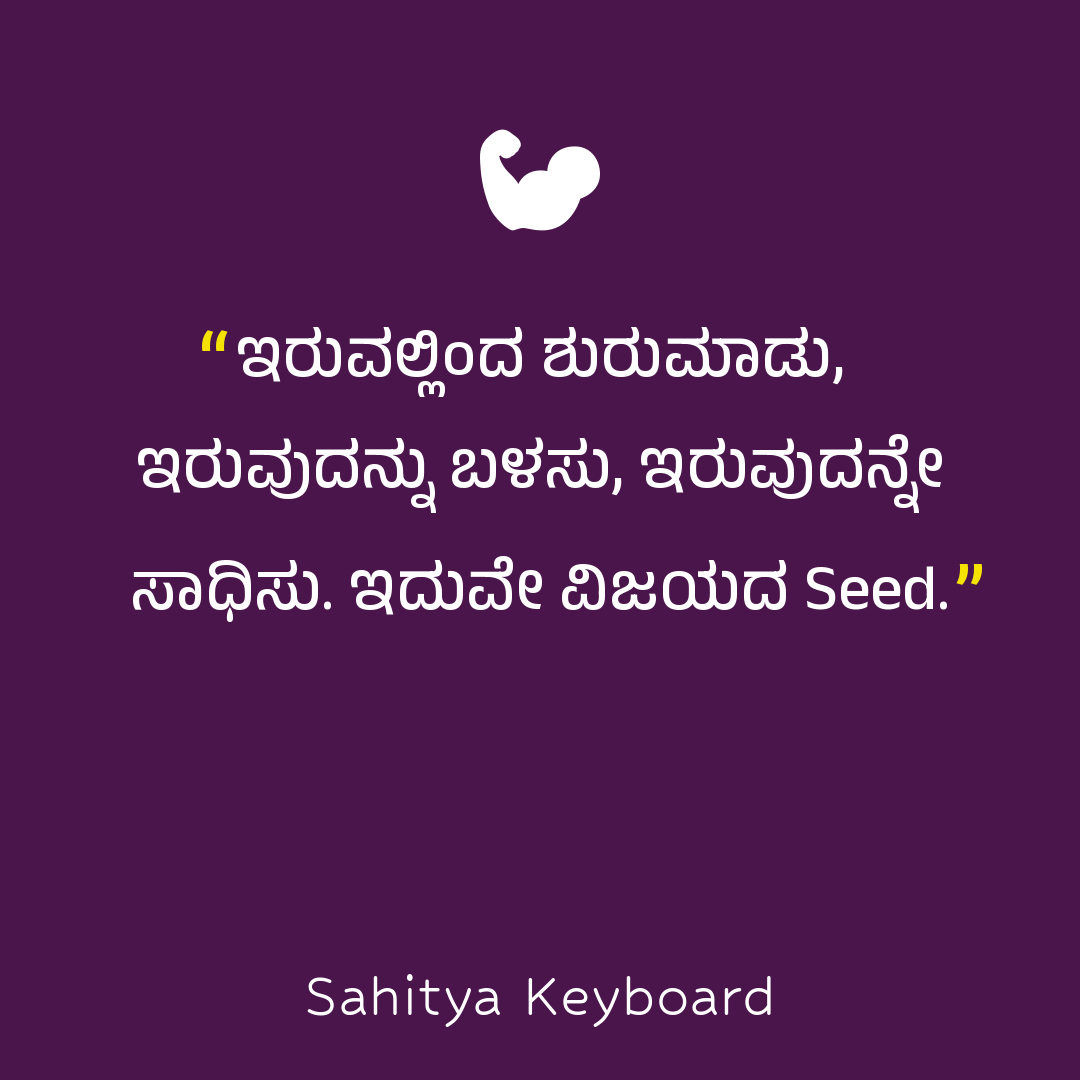 “ಇರುವಲ್ಲಿಂದ ಶುರುಮಾಡು,
ಇರುವುದನ್ನು ಬಳಸು, ಇರುವುದನ್ನೇ
ಸಾಧಿಸು. ಇದುವೇ ವಿಜಯದ Seed.”
Sahitya Keyboard